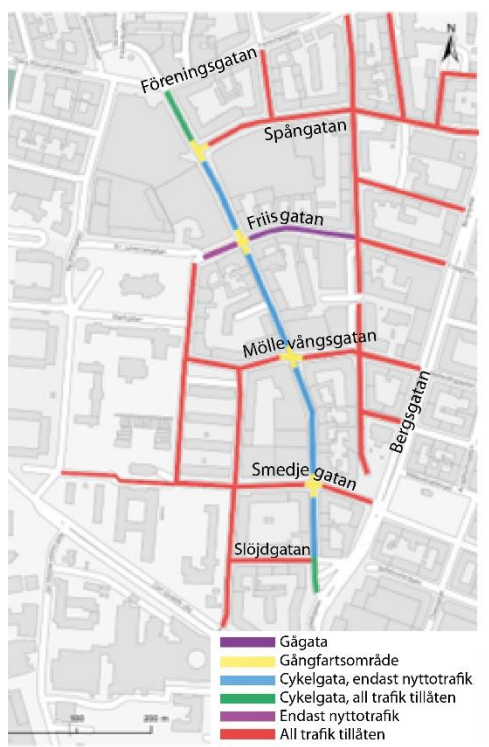 N
Föreningsgatan
Spångatan
Friisgatan
Möllevångsgatan
Bergsgatan
Smedjegatan
Slöjdgatan
Gågata
Gångfartsområde
Cykelgata, endast nyttotrafik
Cykelgata, all trafik tillåten
Endast nyttotrafik
All trafik tillåten
200 m